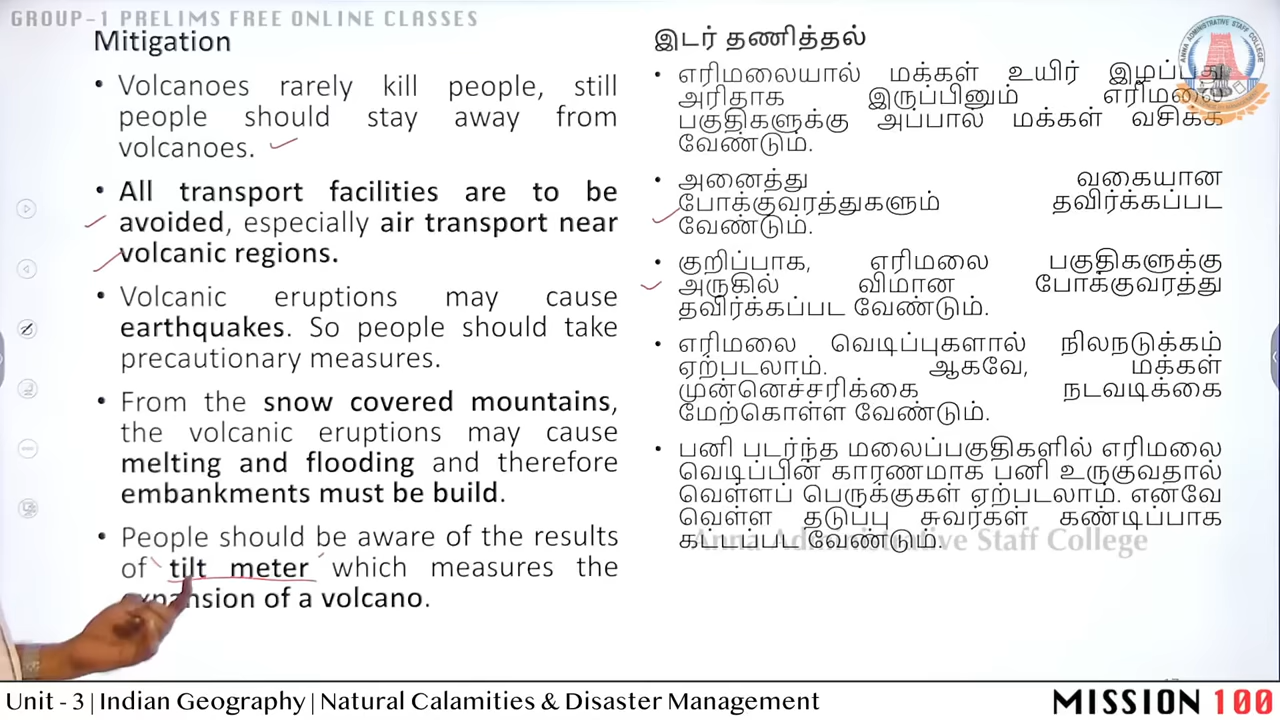 GROUP-1 PRELIMS FREE ONLINE CLASSES
Mitigation
• Volcanoes rarely kill people, still
people should stay away from
volcanoes.
• All transport facilities are to be
avoided, especially air transport near
volcanic regions.
• Volcanic eruptions may cause
earthquakes. So people should take
precautionary measures.
• From the snow covered mountains,
the volcanic eruptions may cause
melting and flooding and therefore
embankments must be build.
• People should be aware of the results
of tilt meter which measures the
expansion of a volcano.
இடர் தணித்தல்
• எரிமலையால் மக்கள் உயிர் இழப்பது
அரிதாக இருப்பினும் எரிமலை
பகுதிகளுக்கு அப்பால் மக்கள் வசிக்க
வேண்டும்.
• அனைத்து வகையான
போக்குவரத்துகளும் தவிர்க்கப்பட
வேண்டும்.
• குறிப்பாக, எரிமலை பகுதிகளுக்கு
அருகில் விமான போக்குவரத்து
தவிர்க்கப்பட வேண்டும்.
• எரிமலை வெடிப்புகளால் நிலநடுக்கம்
ஏற்படலாம். ஆகவே, மக்கள்
முன்னெச்சரிக்கை நடவடிக்கை
மேற்கொள்ள வேண்டும்.
• பனி படர்ந்த மலைப்பகுதிகளில் எரிமலை
வெடிப்பின் காரணமாக பனி உருகுவதால்
வெள்ளப் பெருக்குகள் ஏற்படலாம். எனவே
வெள்ள தடுப்பு சுவர்கள் கண்டிப்பாக
கட்டப்பட வேண்டும்.
Anna Administrative Staff College
ANNA ADMINISTRATIVE STAFF COLLEGE
Unit - 3 | Indian Geography | Natural Calamities & Disaster Management
MISSION 100